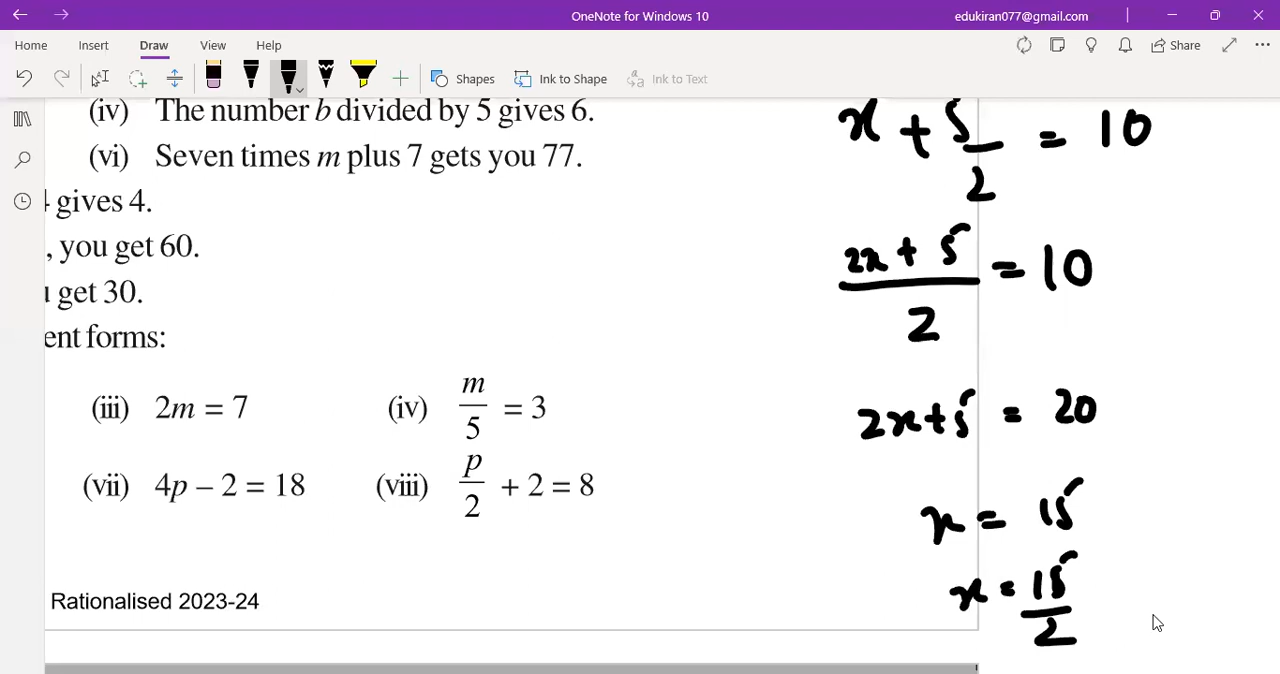 OneNote for Windows 10
edukiran077@gmail.com
Home Insert Draw View Help
Share
Shapes Ink to Shape Ink to Text
(iv) The number b divided by 5 gives 6.
(vi) Seven times m plus 7 gets you 77.
4 gives 4.
, you get 60.
u get 30.
ent forms:
(iii) 2m = 7 (iv) m/5 = 3
(vii) 4p – 2 = 18 (viii) p/2 + 2 = 8
Rationalised 2023-24
x + 5/2 = 10
2x + 5/2 = 10
2x+5 = 20
x = 15
x = 15/2